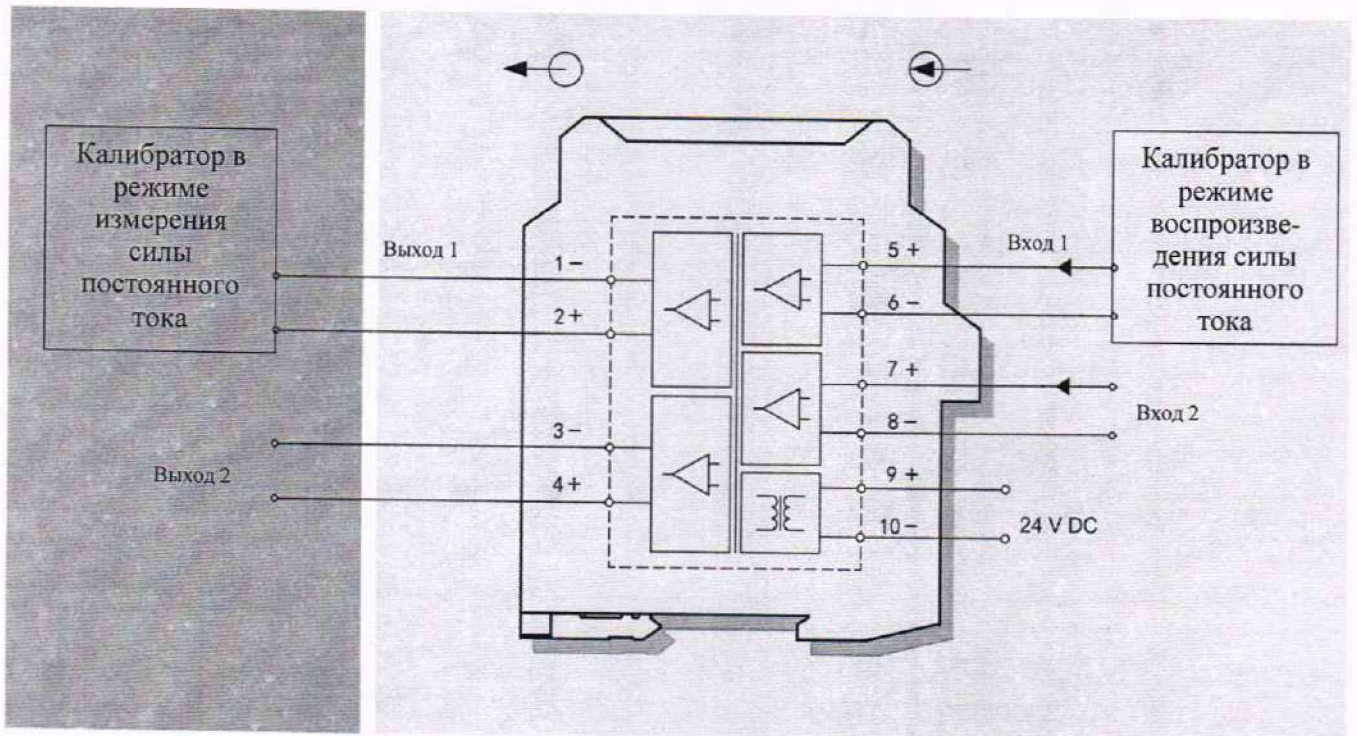 Калибратор в
режиме
измерения
силы
постоянного
тока
Выход 1
1 –
2 +
3 –
Выход 2
4 +
5 +
Вход 1
6 –
7 +
8 –
Вход 2
9 +
10 –
24 V DC
Калибратор в
режиме
воспроизве-
дения силы
постоянного
тока